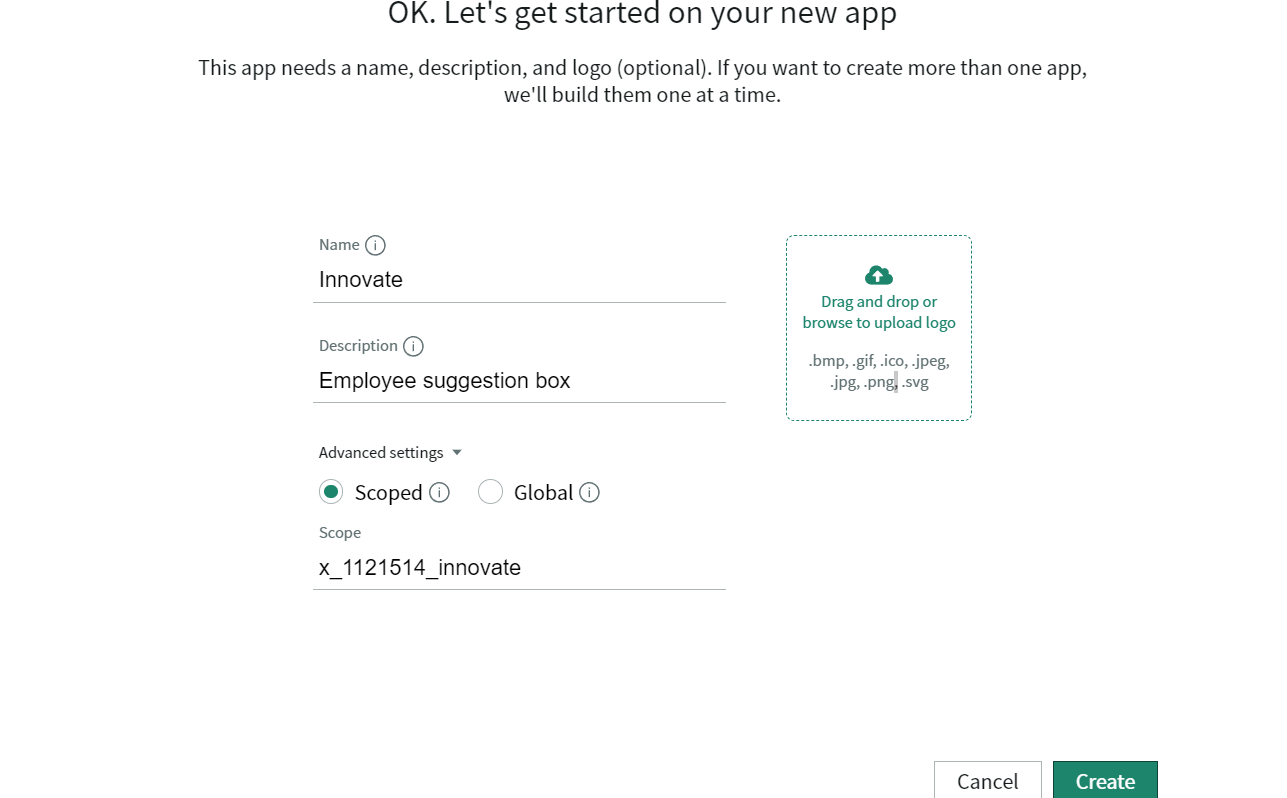 OK. Let's get started on your new app
This app needs a name, description, and logo (optional). If you want to create more than one app,
we'll build them one at a time.
Name
Innovate
Description
Employee suggestion box
Drag and drop or
browse to upload logo
.bmp, .gif, .ico, .jpeg,
.jpg, .png, .svg
Advanced settings
Scoped Global
Scope
x_1121514_innovate
Cancel Create